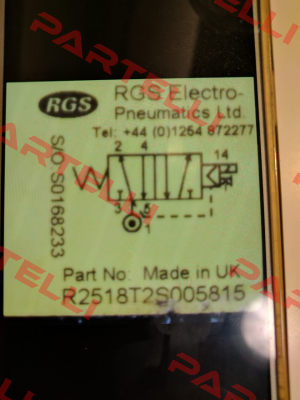 RGS
RGS Electro-
Pneumatics Ltd.
Tel: +44 (0)1264 872277
S/O S0168233
2 4
14
3 5
1
Part No: Made in UK
R2518T2S005815
PARTELLI
PARTELLI
PARTELLI
PARTELLI